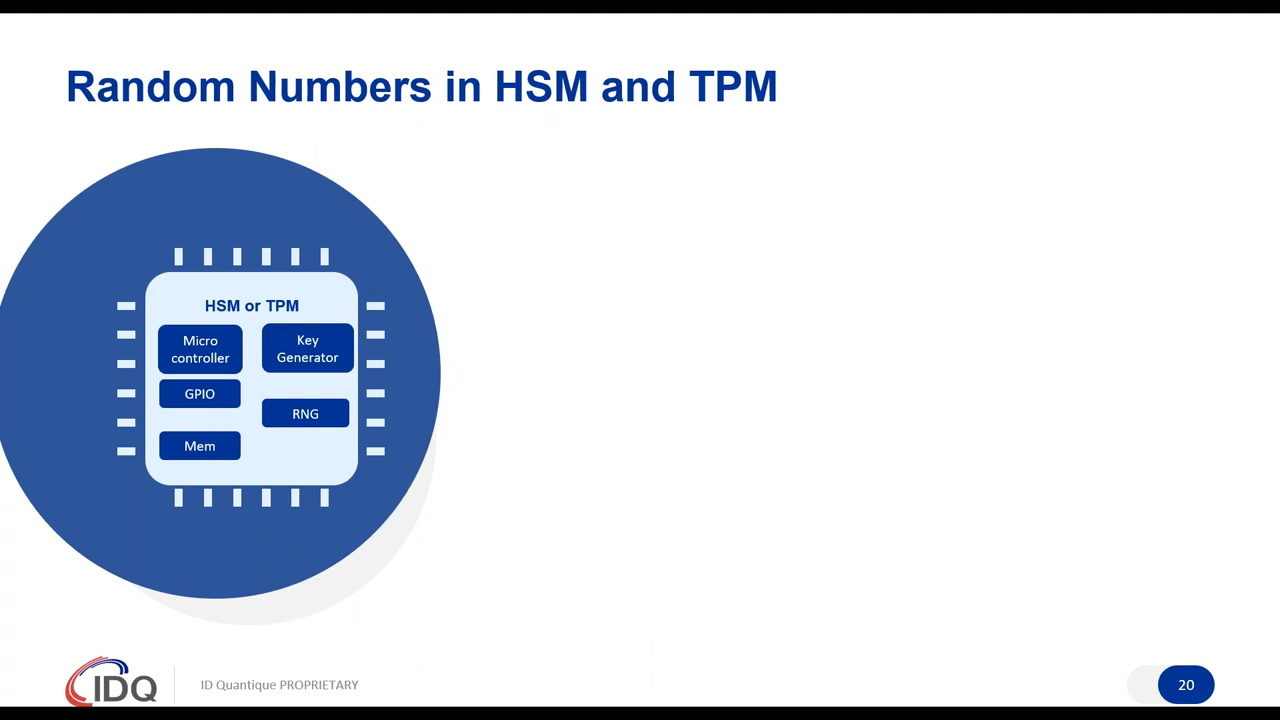 Random Numbers in HSM and TPM
HSM or TPM
Micro
controller
Key
Generator
GPIO
RNG
Mem
IDQ
ID Quantique PROPRIETARY
20